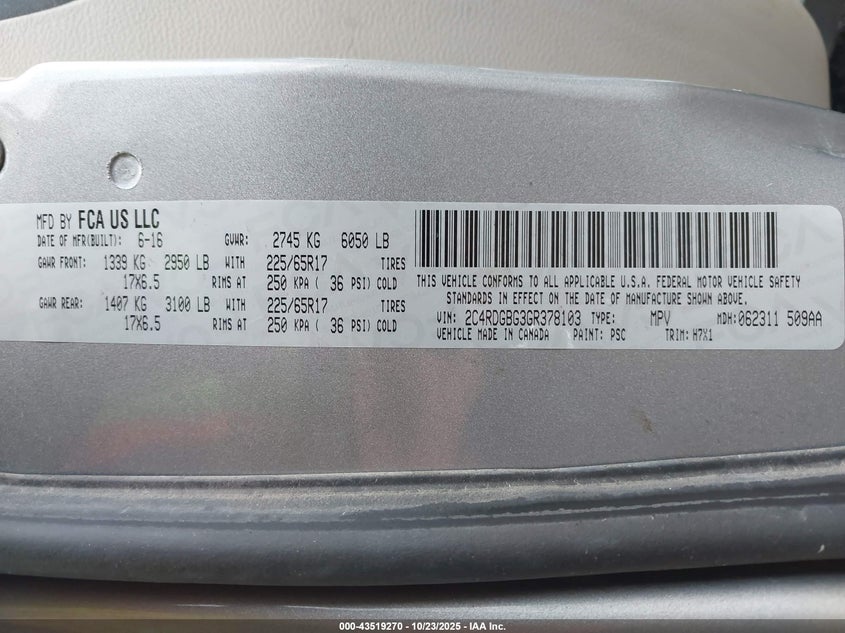 MFD BY FCA US LLC
DATE OF MFR(BUILT): 6-16 GVWR: 2745 KG 6050 LB
GAWR FRONT: 1339 KG 2950 LB WITH 225/65R17 TIRES
17X6.5 RIMS AT 250 KPA ( 36 PSI) COLD
GAWR REAR: 1407 KG 3100 LB WITH 225/65R17 TIRES
17X6.5 RIMS AT 250 KPA ( 36 PSI) COLD
THIS VEHICLE CONFORMS TO ALL APPLICABLE U.S.A. FEDERAL MOTOR VEHICLE SAFETY
STANDARDS IN EFFECT ON THE DATE OF MANUFACTURE SHOWN ABOVE.
VIN: 2C4RDGBG3GR378103 TYPE: MPV MDH: 062311 509AA
VEHICLE MADE IN CANADA PAINT: PSC TRIM: H7X1
000-43519270 - 10/23/2025 - IAA Inc.